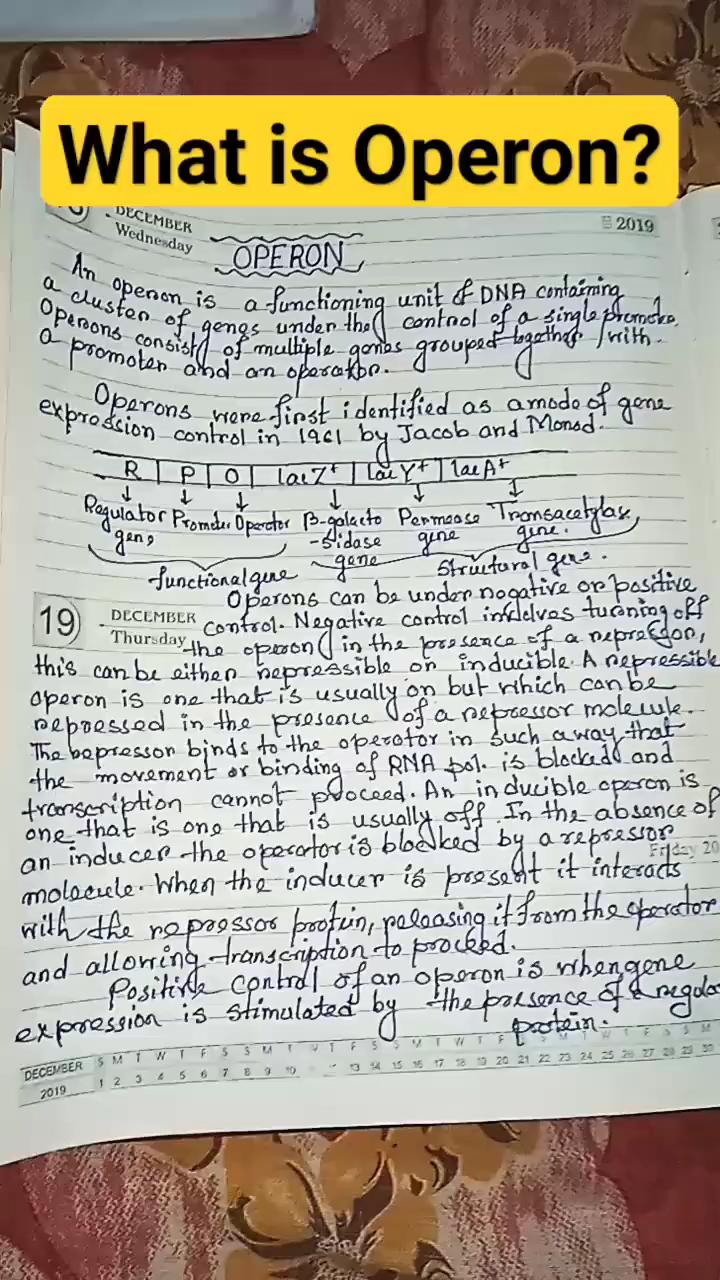 What is Operon?
DECEMBER
Wednesday
2019
OPERON
An operon is a functioning unit of DNA containing
a cluster of genes under the control of a single promoter.
Operons consist of multiple genes grouped together with
a promoter and an operator.
Operons were first identified as a mode of gene
expression control in 1961 by Jacob and Monod.
R | P | O | lacZ+ | lac Y+ | lac A+
Regulator Promoter Operator β-galacto Permease Transacetylase
gene -sidase gene gene.
gene
functional gene Structural gene.
Operons can be under negative or positive
19 DECEMBER control. Negative control involves turning off
Thursday the operon in the presence of a repressor,
this can be either repressible or inducible. A repressible
operon is one that is usually on but which can be
repressed in the presence of a repressor molecule.
The repressor binds to the operator in such a way that
the movement or binding of RNA pol. is blocked and
transcription cannot proceed. An inducible operon is
one that is one that is usually off. In the absence of
an inducer the operator is blocked by a repressor
Friday 20
molecule. When the inducer is present it interacts
with the repressor protein, releasing it from the operator
and allowing transcription to proceed.
Positive control of an operon is when gene
expression is stimulated by the presence of a regula
protein.
DECEMBER S M T W T F S S M T W T F S S M T W T F S S M T W T F S S M
2019 1 2 3 4 5 6 7 8 9 10 13 14 15 16 17 18 19 20 21 22 23 24 25 26 27 28 29 30